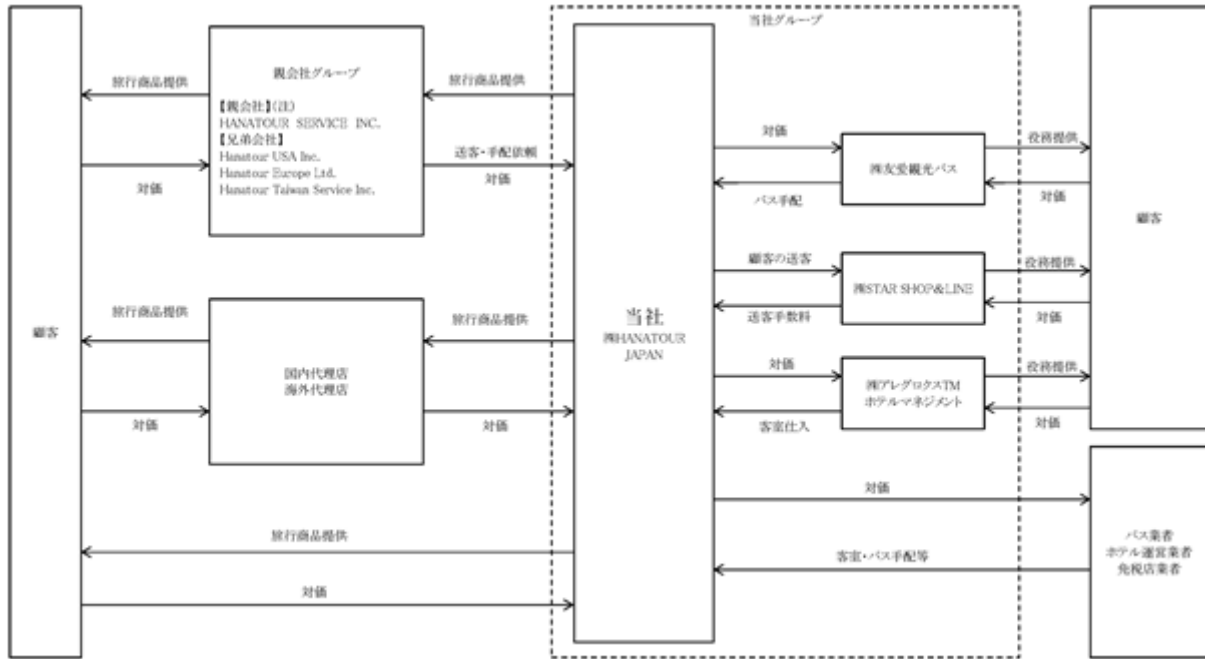 当社グループ
親会社グループ
【親会社】(注)
HANATOUR SERVICE INC.
【兄弟会社】
Hanatour USA Inc.
Hanatour Europe Ltd.
Hanatour Taiwan Service Inc.
旅行商品提供
対価
旅行商品提供
送客・手配依頼
対価
顧客
旅行商品提供
対価
国内代理店
海外代理店
旅行商品提供
対価
旅行商品提供
対価
当社
㈱HANATOUR
JAPAN
対価
バス手配
㈱友愛観光バス
役務提供
対価
顧客の送客
送客手数料
㈱STAR SHOP&LINE
役務提供
対価
対価
客室仕入
㈱アレグロクスTM
ホテルマネジメント
役務提供
対価
顧客
対価
客室・バス手配等
バス業者
ホテル運営業者
免税店業者